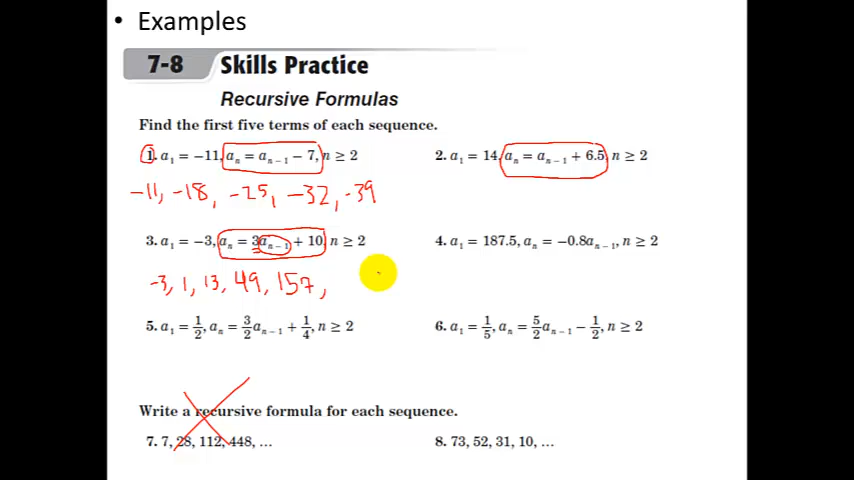 • Examples
7-8 Skills Practice
Recursive Formulas
Find the first five terms of each sequence.
1. a₁ = −11, aₙ = aₙ₋₁ − 7, n ≥ 2
2. a₁ = 14, aₙ = aₙ₋₁ + 6.5, n ≥ 2
-11, -18, -25, -32, -39
3. a₁ = −3, aₙ = 3aₙ₋₁ + 10, n ≥ 2
4. a₁ = 187.5, aₙ = −0.8aₙ₋₁, n ≥ 2
-3, 1, 13, 49, 157,
5. a₁ = 1/2, aₙ = 3/2 aₙ₋₁ + 1/4, n ≥ 2
6. a₁ = 1/5, aₙ = 5/2 aₙ₋₁ − 1/2, n ≥ 2
Write a recursive formula for each sequence.
7. 7, 28, 112, 448, …
8. 73, 52, 31, 10, …